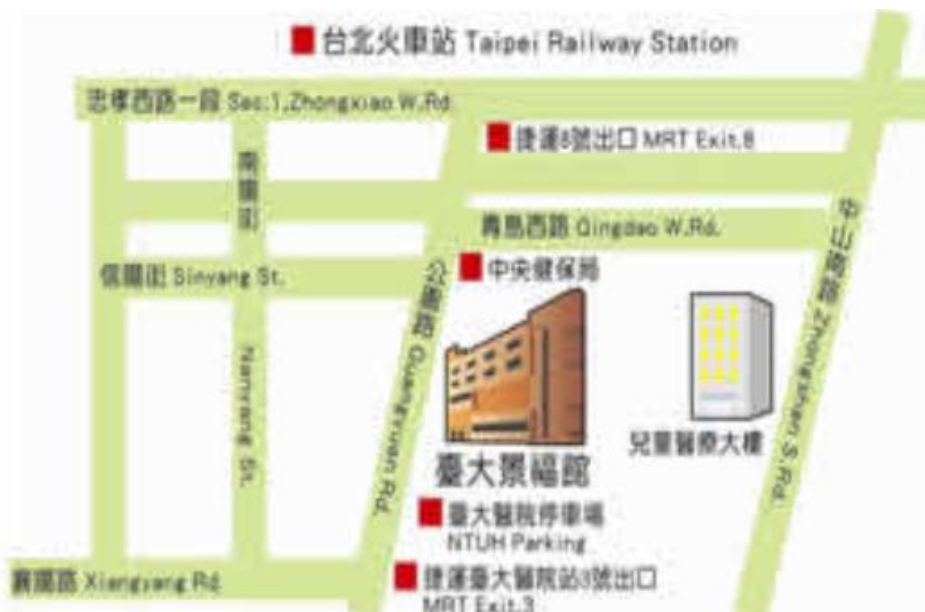 台北火車站 Taipei Railway Station
忠孝西路一段 Sec.1,Zhongxiao W.Rd
捷運8號出口 MRT Exit.8
南陽街
青島西路 Qingdao W.Rd.
中山南路 Zhongshan S.Rd.
信陽街 Sinyang St.
公園路 Guangyuan Rd.
中央健保局
Nanyang St.
兒童醫療大樓
臺大景福館
臺大醫院停車場
NTUH Parking
襄陽路 Xiangyang Rd
捷運臺大醫院站3號出口
MRT Exit.3